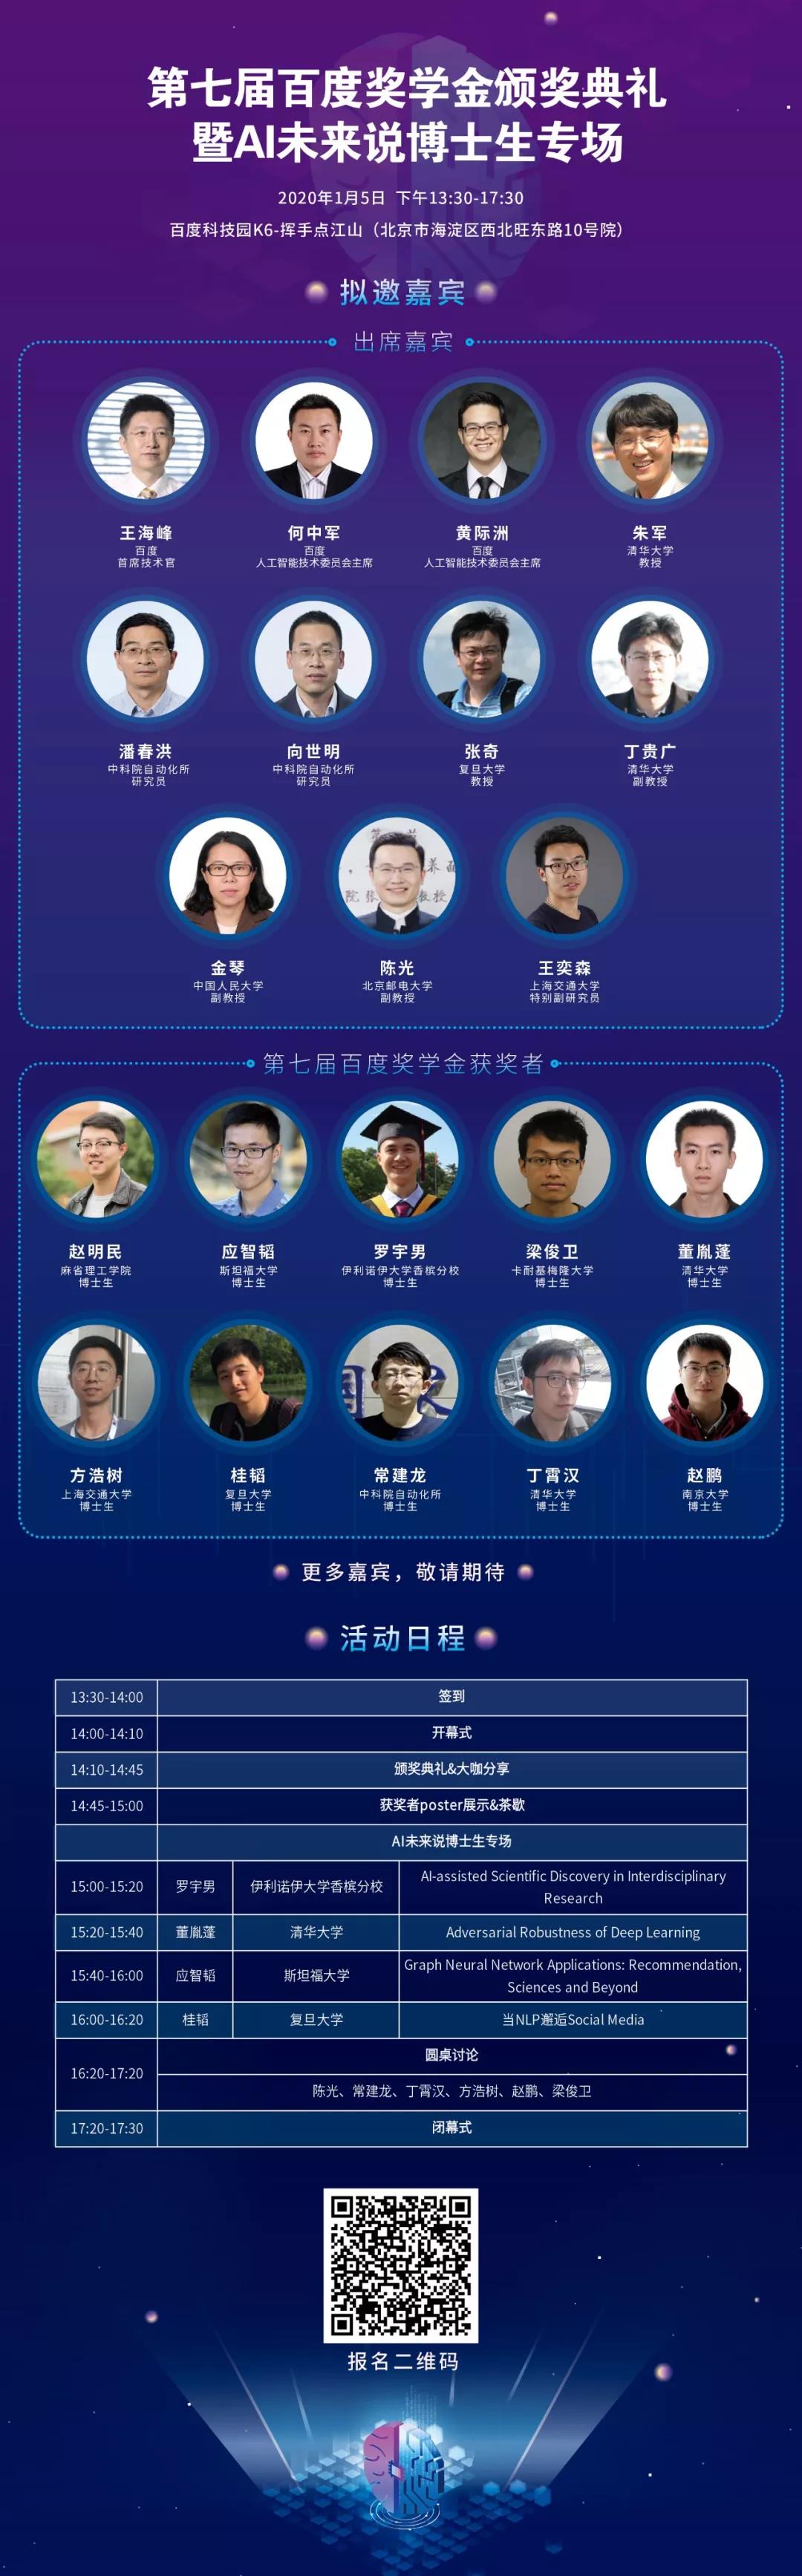 第七届百度奖学金颁奖典礼
暨AI未来说博士生专场
2020年1月5日 下午13:30-17:30
百度科技园K6-挥手点江山（北京市海淀区西北旺东路10号院）
拟邀嘉宾
出席嘉宾
王海峰 何中军 黄际洲 朱军
百度 百度 百度 清华大学
首席技术官 人工智能技术委员会主席 人工智能技术委员会主席 教授
潘春洪 向世明 张奇 丁贵广
中科院自动化所 中科院自动化所 复旦大学 清华大学
研究员 研究员 教授 副教授
金琴 陈光 王奕森
中国人民大学 北京邮电大学 上海交通大学
副教授 副教授 特别副研究员
第七届百度奖学金获奖者
赵明民 应智韬 罗宇男 梁俊卫 董胤蓬
麻省理工学院 斯坦福大学 伊利诺伊大学香槟分校 卡耐基梅隆大学 清华大学
博士生 博士生 博士生 博士生 博士生
方浩树 桂韬 常建龙 丁霄汉 赵鹏
上海交通大学 复旦大学 中科院自动化所 清华大学 南京大学
博士生 博士生 博士生 博士生 博士生
更多嘉宾，敬请期待
活动日程
13:30-14:00 签到
14:00-14:10 开幕式
14:10-14:45 颁奖典礼&大咖分享
14:45-15:00 获奖者poster展示&茶歇
AI未来说博士生专场
15:00-15:20 罗宇男 伊利诺伊大学香槟分校 AI-assisted Scientific Discovery in Interdisciplinary
Research
15:20-15:40 董胤蓬 清华大学 Adversarial Robustness of Deep Learning
15:40-16:00 应智韬 斯坦福大学 Graph Neural Network Applications: Recommendation,
Sciences and Beyond
16:00-16:20 桂韬 复旦大学 当NLP邂逅Social Media
16:20-17:20 圆桌讨论
陈光、常建龙、丁霄汉、方浩树、赵鹏、梁俊卫
17:20-17:30 闭幕式
报名二维码